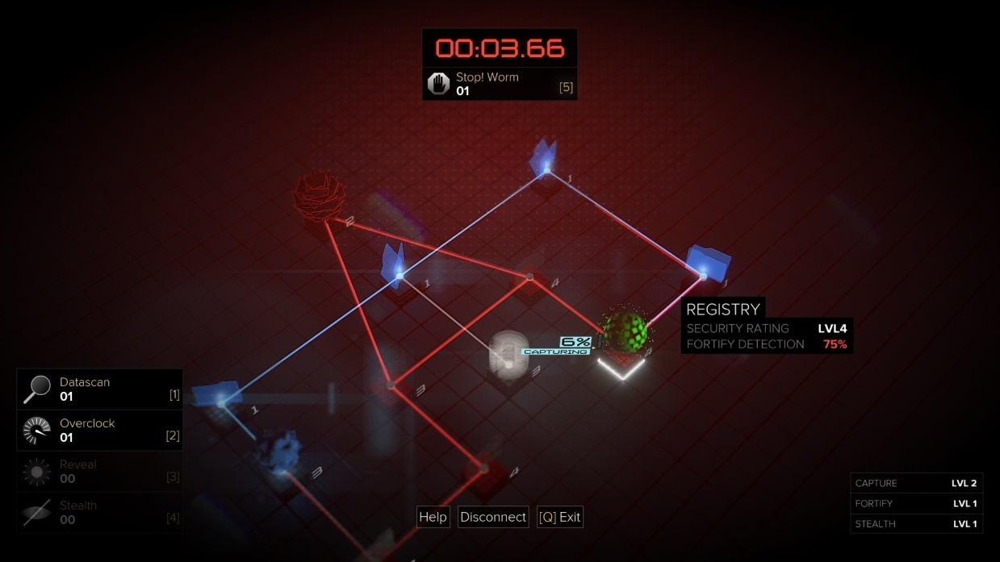 00:03.66
Stop! Worm
01 [5]
1
2
1
4
1
REGISTRY
SECURITY RATING LVL4
FORTIFY DETECTION 75%
6%
CAPTURING
3
3
1
3
4
Datascan
01 [1]
Overclock
01 [2]
Reveal
00 [3]
Stealth
00 [4]
CAPTURE LVL 2
FORTIFY LVL 1
STEALTH LVL 1
Help Disconnect [Q] Exit